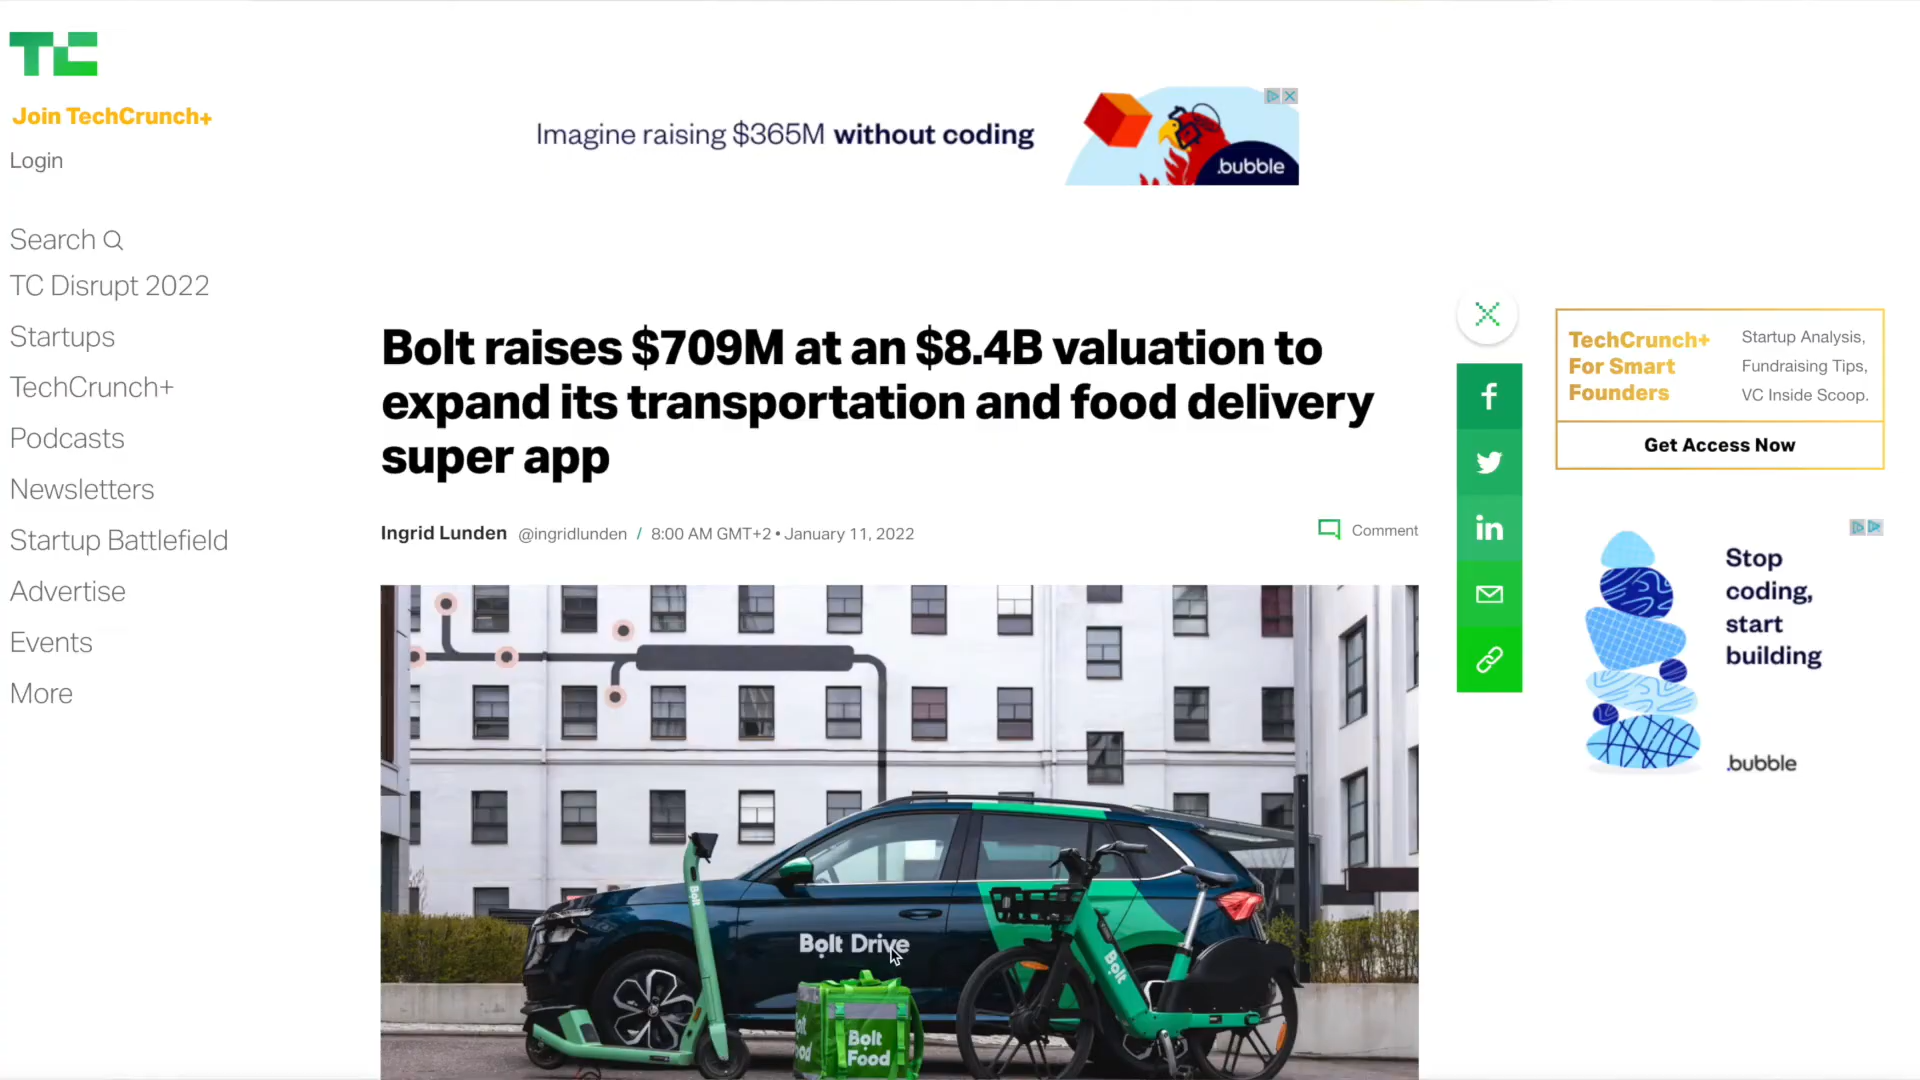 TC
Join TechCrunch+
Login
Search
TC Disrupt 2022
Startups
TechCrunch+
Podcasts
Newsletters
Startup Battlefield
Advertise
Events
More
Imagine raising $365M without coding
.bubble
Bolt raises $709M at an $8.4B valuation to
expand its transportation and food delivery
super app
Ingrid Lunden @ingridlunden / 8:00 AM GMT+2 • January 11, 2022
Comment
Bolt
Bolt Drive
Bolt
Bolt
Food
Bolt
Food
f
in
TechCrunch+
For Smart
Founders
Startup Analysis,
Fundraising Tips,
VC Inside Scoop.
Get Access Now
Stop
coding,
start
building
.bubble